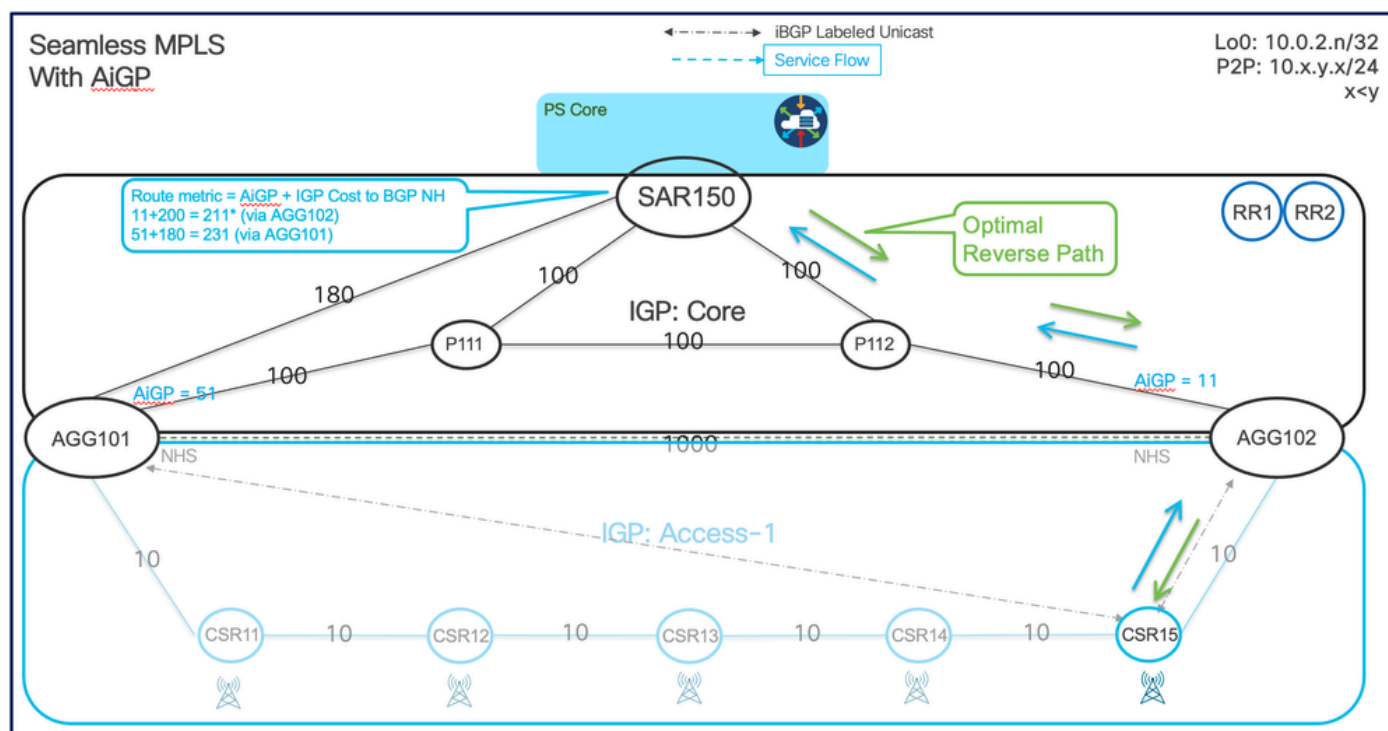 Seamless MPLS
With AiGP
iBGP Labeled Unicast
Service Flow
Lo0: 10.0.2.n/32
P2P: 10.x.y.x/24
x<y
PS Core
Route metric = AiGP + IGP Cost to BGP NH
11+200 = 211* (via AGG102)
51+180 = 231 (via AGG101)
SAR150
RR1
RR2
Optimal
Reverse Path
180
100
100
IGP: Core
P111
100
P112
100
100
AiGP = 51
AiGP = 11
AGG101
1000
AGG102
NHS
NHS
IGP: Access-1
10
10
CSR11
10
CSR12
10
CSR13
10
CSR14
10
CSR15